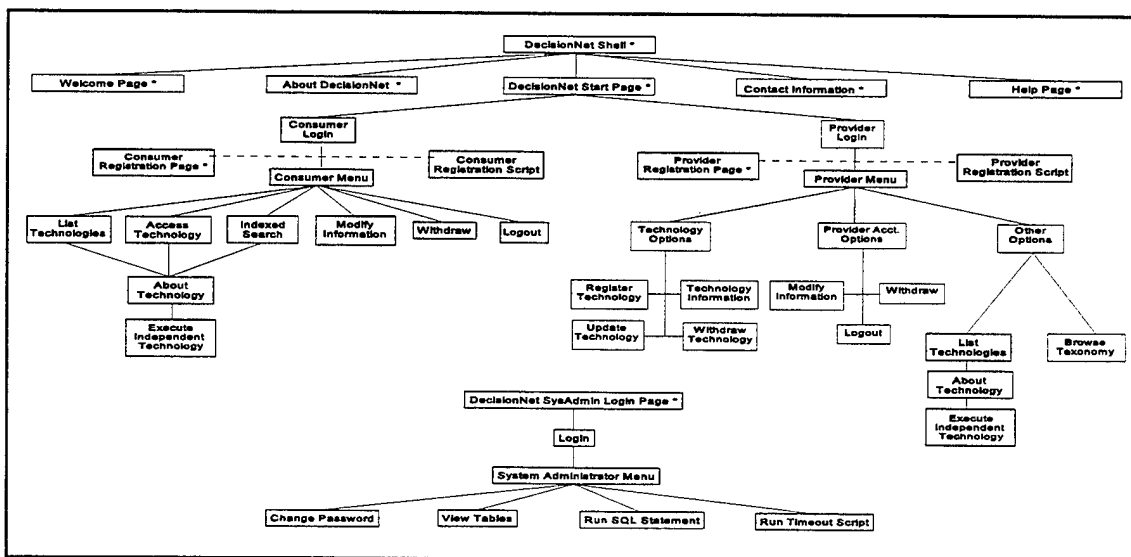 DecisionNet Shell *
Welcome Page *
About DecisionNet *
DecisionNet Start Page *
Contact Information *
Help Page *
Consumer
Login
Provider
Login
Consumer
Registration Page *
Consumer
Registration Script
Provider
Registration Page *
Provider
Registration Script
Consumer Menu
Provider Menu
List
Technologies
Access
Technology
Indexed
Search
Modify
Information
Withdraw
Logout
Technology
Options
Provider Acct.
Options
Other
Options
About
Technology
Execute
Independent
Technology
Register
Technology
Technology
Information
Update
Technology
Withdraw
Technology
Modify
Information
Withdraw
Logout
List
Technologies
Browse
Taxonomy
About
Technology
Execute
Independent
Technology
DecisionNet SysAdmin Login Page *
Login
System Administrator Menu
Change Password
View Tables
Run SQL Statement
Run Timeout Script